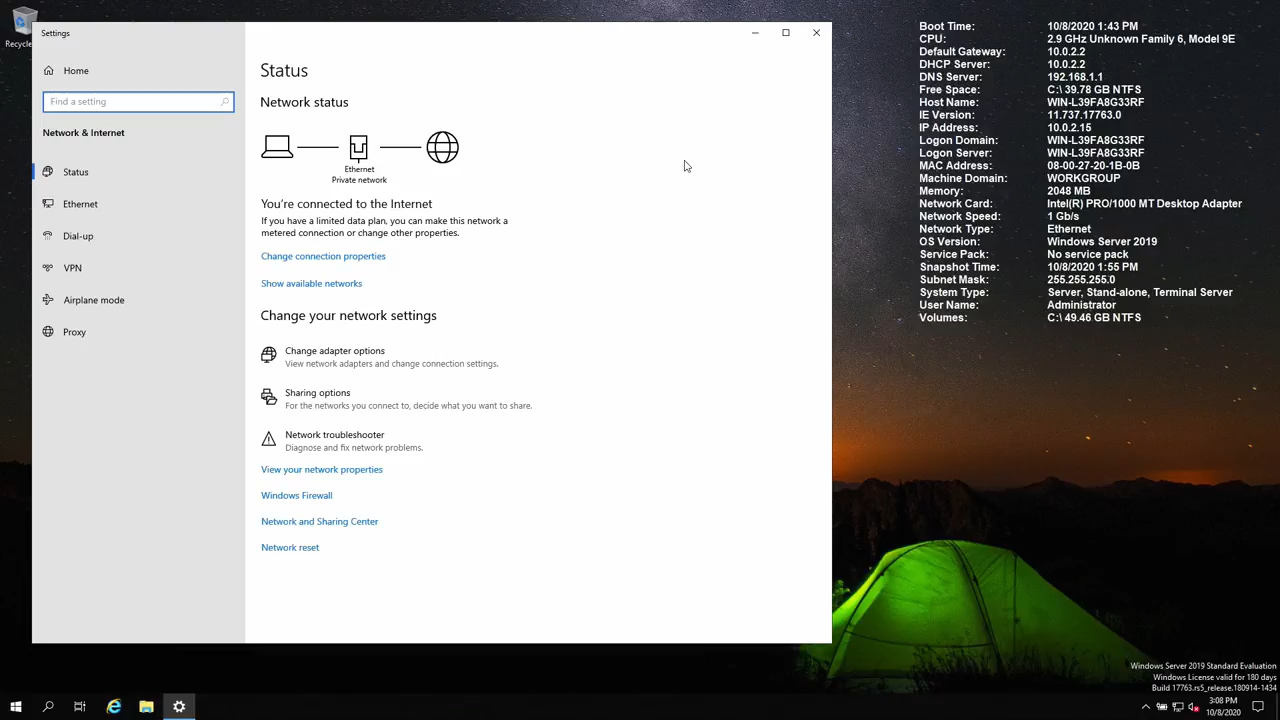 Recycle
Settings
Home
Find a setting
Network & Internet
Status
Ethernet
Dial-up
VPN
Airplane mode
Proxy
Status
Network status
Ethernet
Private network
You're connected to the Internet
If you have a limited data plan, you can make this network a
metered connection or change other properties.
Change connection properties
Show available networks
Change your network settings
Change adapter options
View network adapters and change connection settings.
Sharing options
For the networks you connect to, decide what you want to share.
Network troubleshooter
Diagnose and fix network problems.
View your network properties
Windows Firewall
Network and Sharing Center
Network reset
Boot Time: 10/8/2020 1:43 PM
CPU: 2.9 GHz Unknown Family 6, Model 9E
Default Gateway: 10.0.2.2
DHCP Server: 10.0.2.2
DNS Server: 192.168.1.1
Free Space: C:\ 39.78 GB NTFS
Host Name: WIN-L39FA8G33RF
IE Version: 11.737.17763.0
IP Address: 10.0.2.15
Logon Domain: WIN-L39FA8G33RF
Logon Server: WIN-L39FA8G33RF
MAC Address: 08-00-27-20-1B-0B
Machine Domain: WORKGROUP
Memory: 2048 MB
Network Card: Intel(R) PRO/1000 MT Desktop Adapter
Network Speed: 1 Gb/s
Network Type: Ethernet
OS Version: Windows Server 2019
Service Pack: No service pack
Snapshot Time: 10/8/2020 1:55 PM
Subnet Mask: 255.255.255.0
System Type: Server, Stand-alone, Terminal Server
User Name: Administrator
Volumes: C:\ 49.46 GB NTFS
Windows Server 2019 Standard Evaluation
Windows License valid for 180 days
Build 17763.rs5_release.180914-1434
3:08 PM
10/8/2020